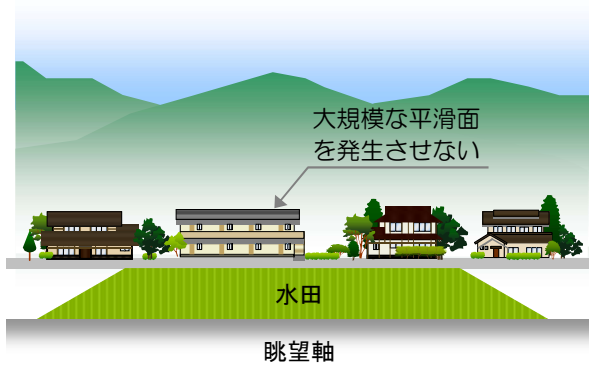 大規模な平滑面
を発生させない
水田
眺望軸